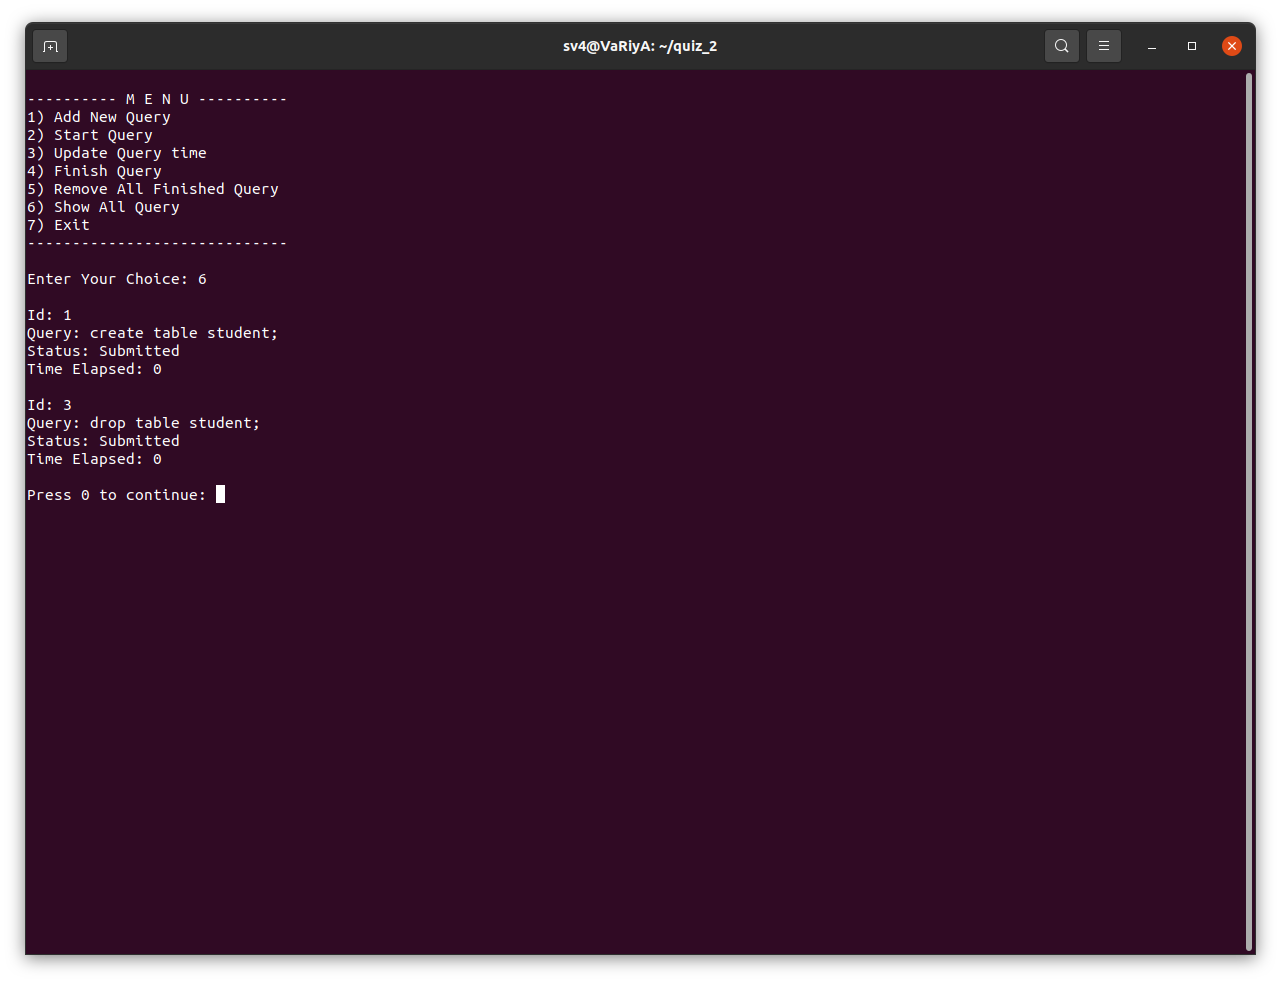 sv4@VaRiyA: ~/quiz_2
---------- M E N U ----------
1) Add New Query
2) Start Query
3) Update Query time
4) Finish Query
5) Remove All Finished Query
6) Show All Query
7) Exit
-----------------------------
Enter Your Choice: 6
Id: 1
Query: create table student;
Status: Submitted
Time Elapsed: 0
Id: 3
Query: drop table student;
Status: Submitted
Time Elapsed: 0
Press 0 to continue: